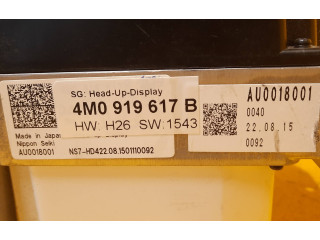 SG: Head-Up-Display
4M0 919 617 B
HW: H26 SW:1543
Made in Japan
Nippon Seiki
AU0018001
NS7-HD422.08.1501110092
AU0018001
0040
22.08.15
0092